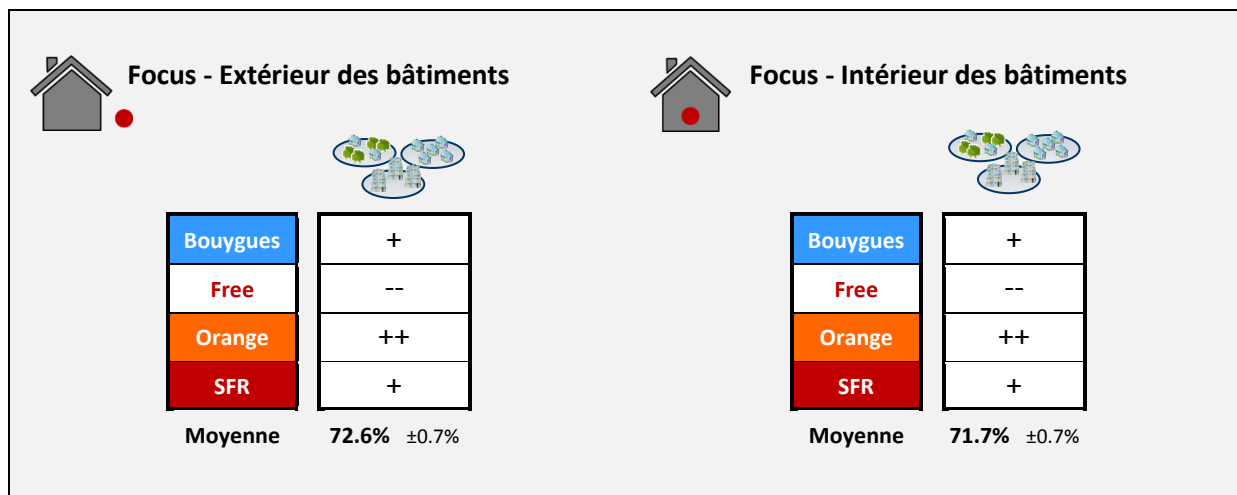 Focus - Extérieur des bâtiments
Bouygues +
Free --
Orange ++
SFR +
Moyenne 72.6% ±0.7%
Focus - Intérieur des bâtiments
Bouygues +
Free --
Orange ++
SFR +
Moyenne 71.7% ±0.7%